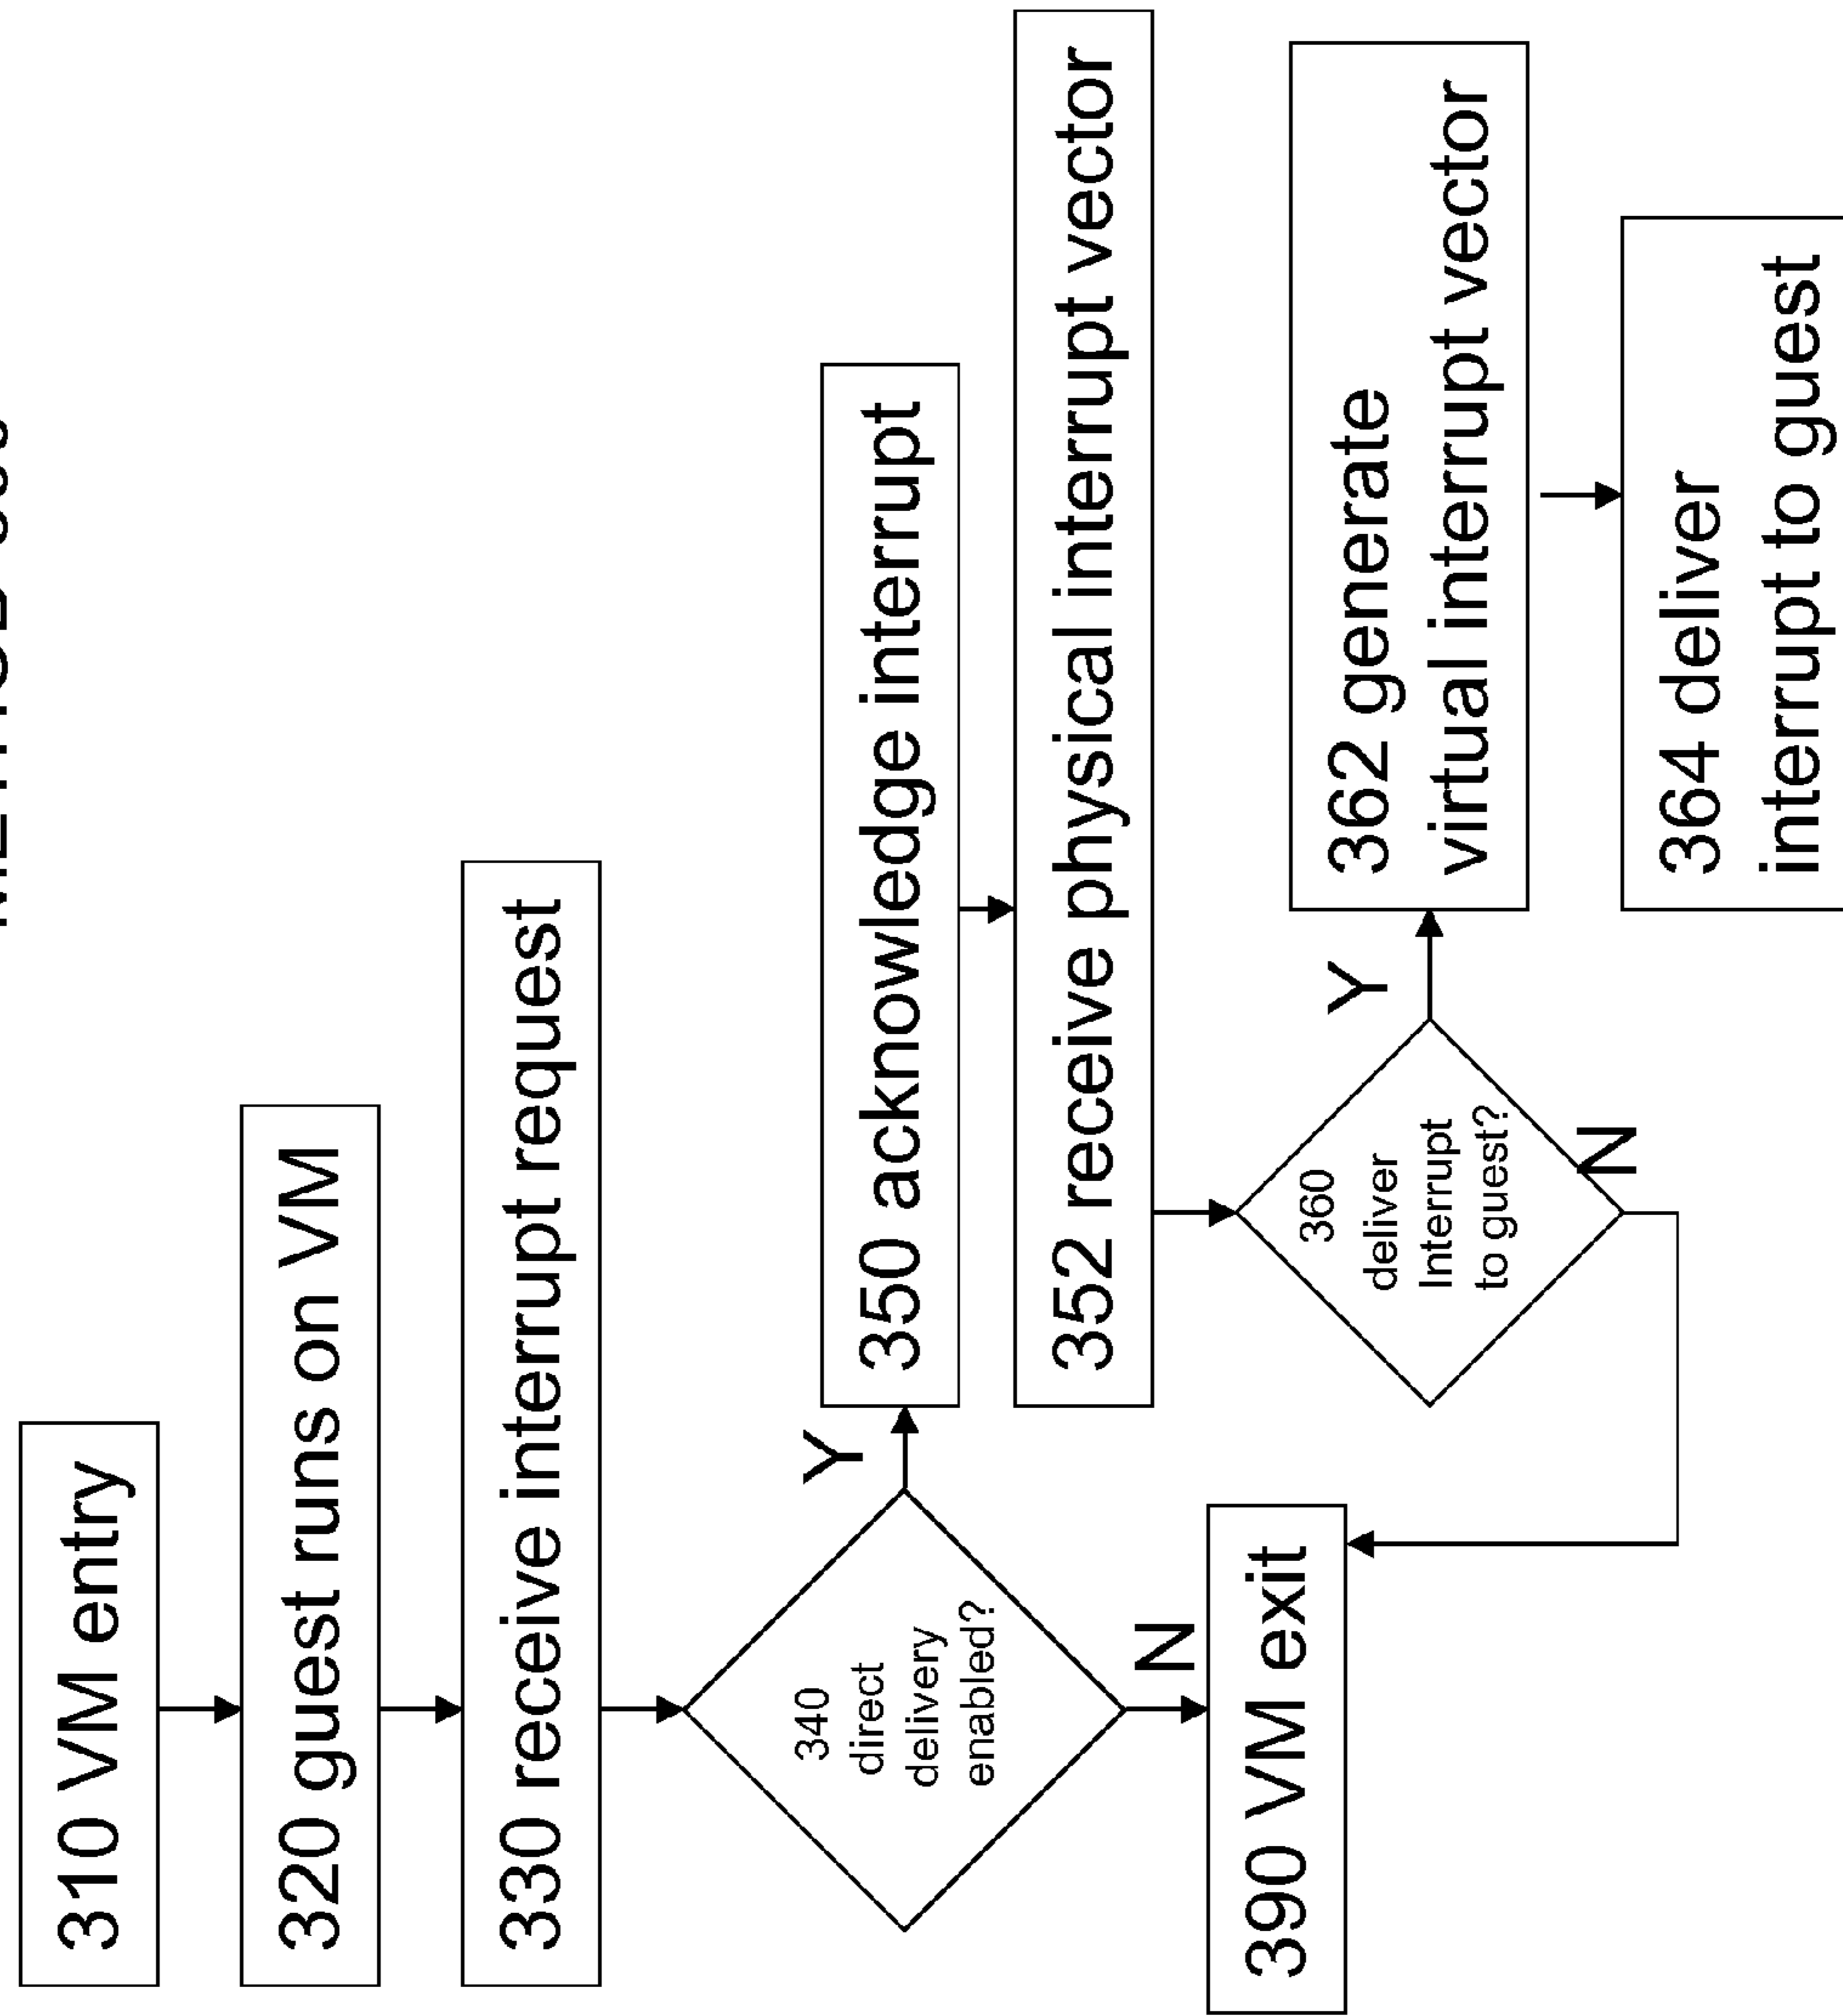 310 VM entry
320 guest runs on VM
330 receive interrupt request
340
direct
delivery
enabled?
Y
N
350 acknowledge interrupt
352 receive physical interrupt vector
360
deliver
Interrupt
to guest?
Y
N
362 generate
virtual interrupt vector
364 deliver
interrupt to guest
390 VM exit